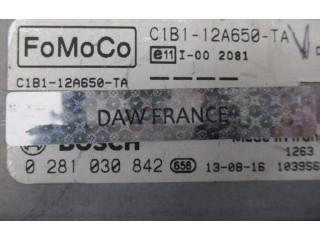 FoMoCo
C1B1-12A650-TA V
e11 I-00 2081
C1B1-12A650-TA
DAW FRANCE
BOSCH
0 281 030 842 658 13-08-16
1263